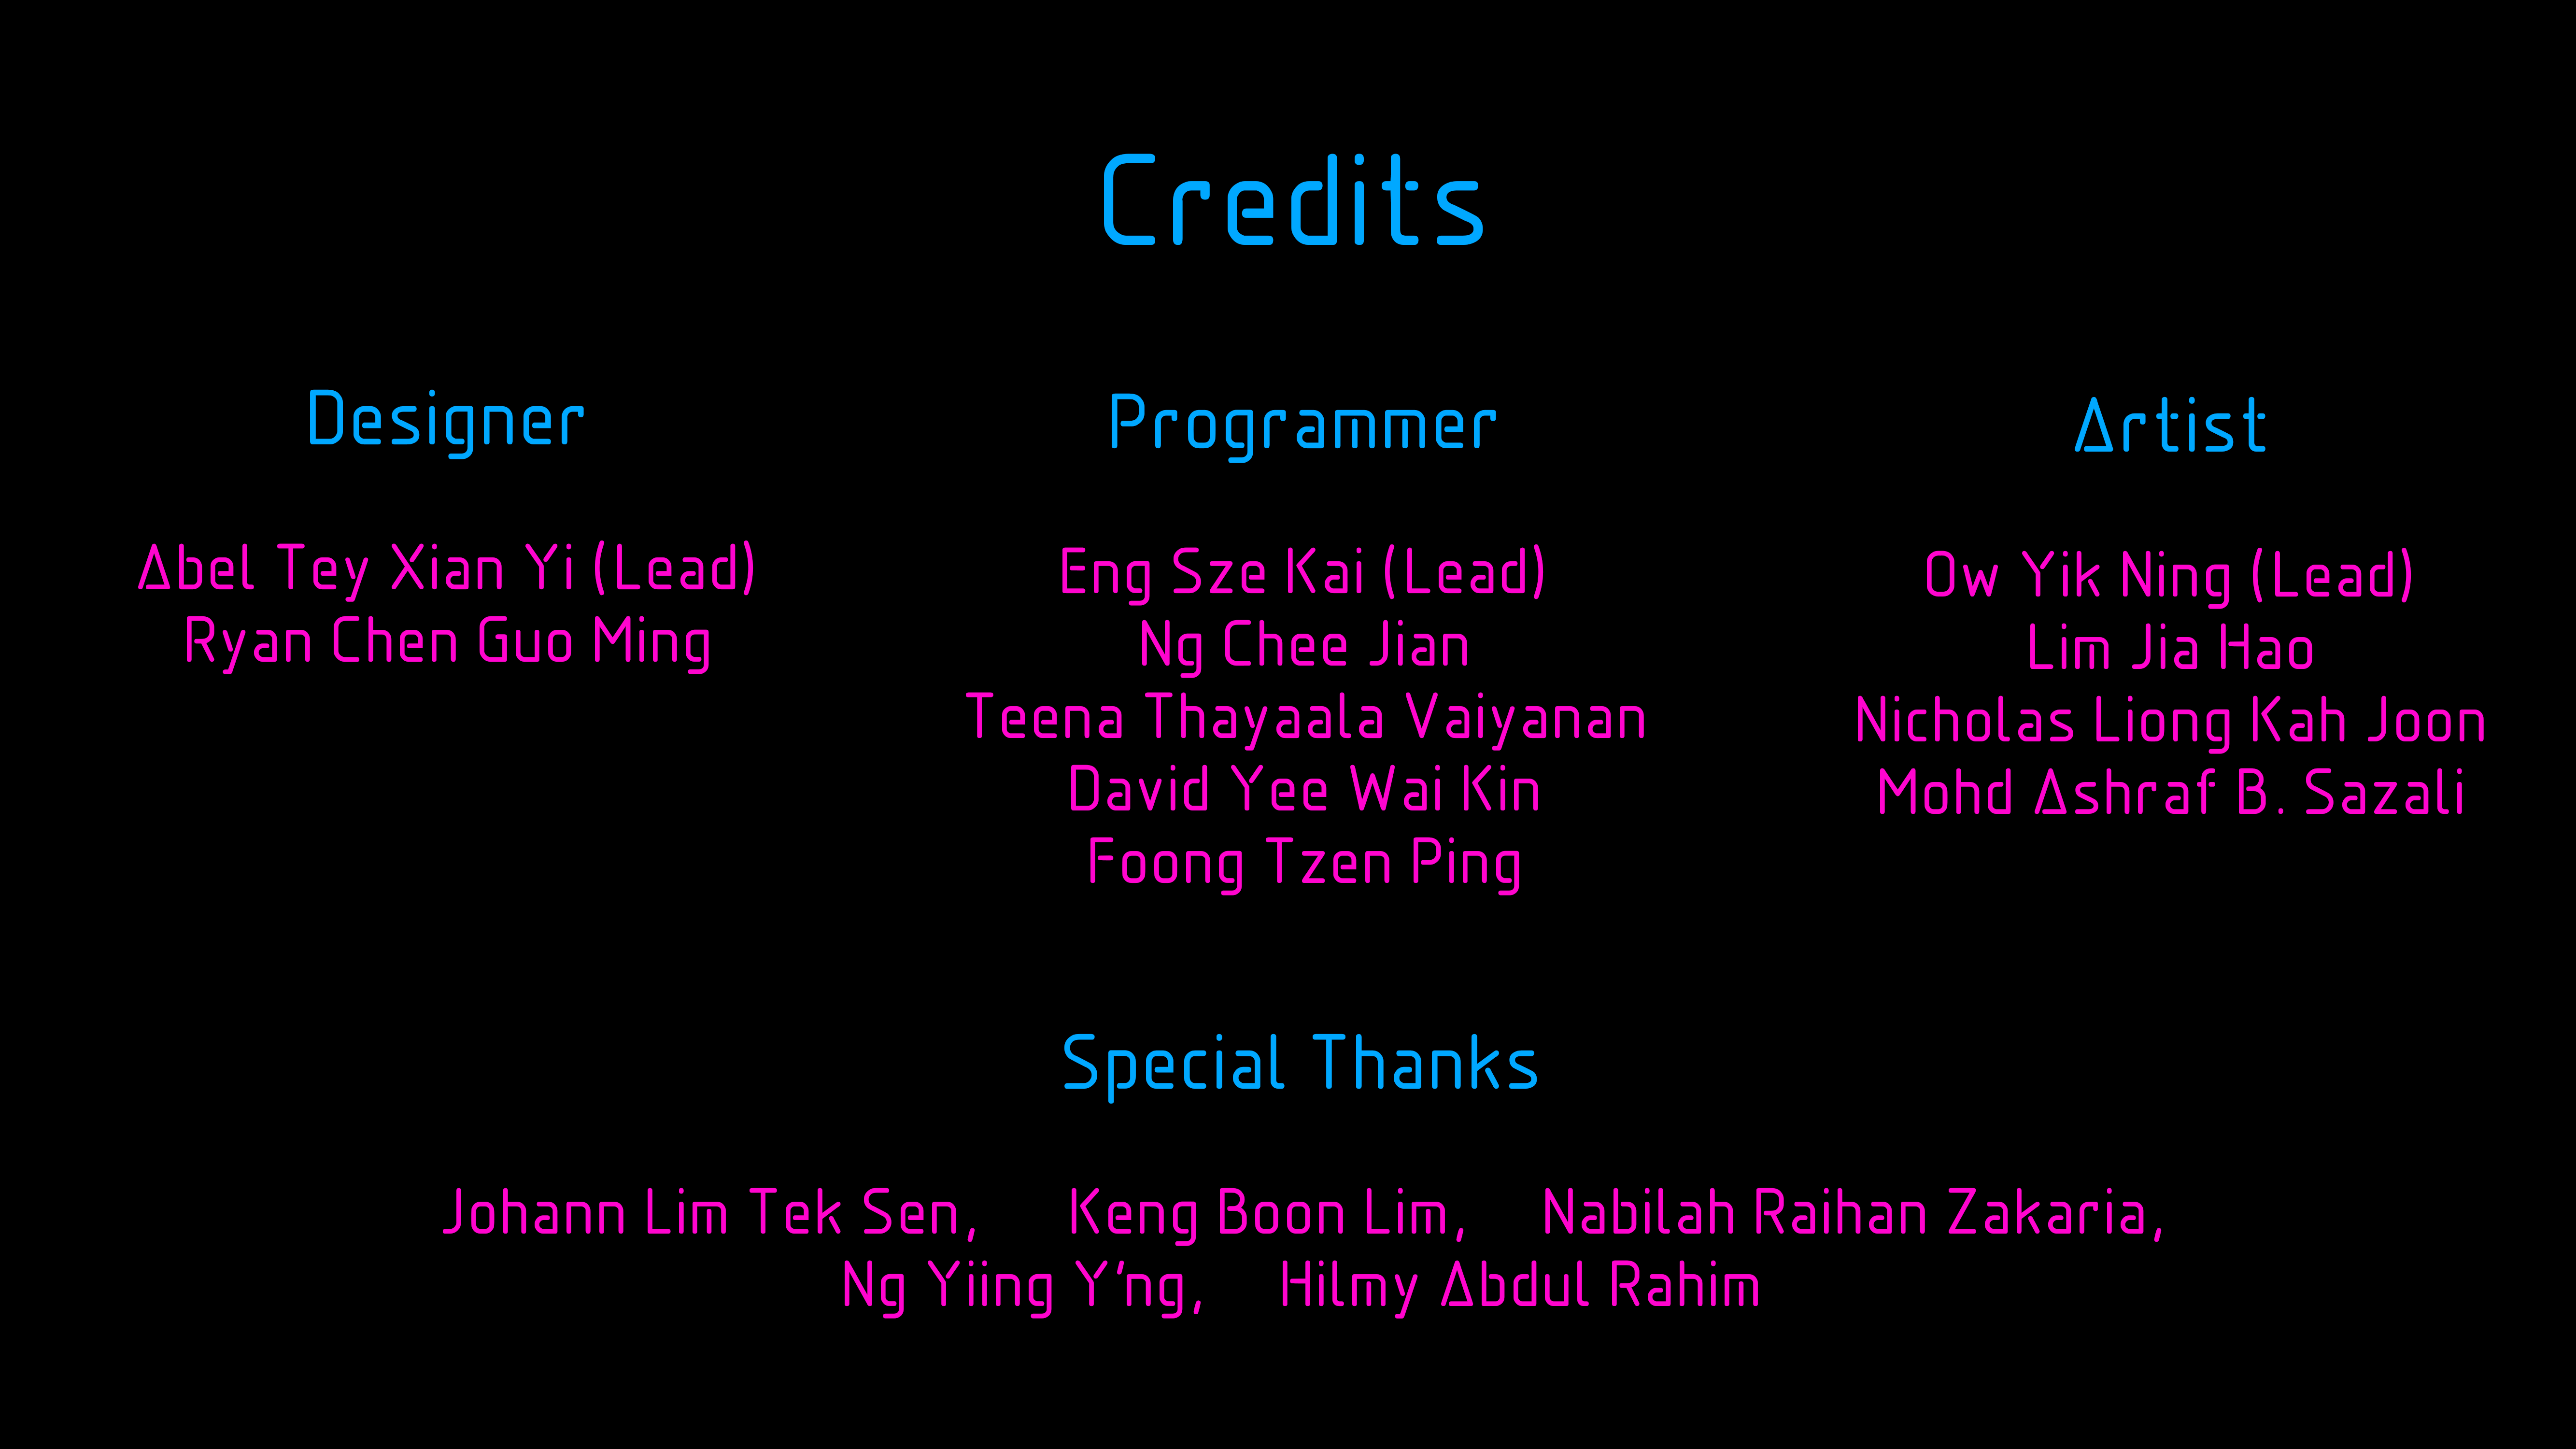 Credits
Designer
Abel Tey Xian Yi (Lead)
Ryan Chen Guo Ming
Programmer
Eng Sze Kai (Lead)
Ng Chee Jian
Teena Thayaala Vaiyanan
David Yee Wai Kin
Foong Tzen Ping
Artist
Ow Yik Ning (Lead)
Lim Jia Hao
Nicholas Liong Kah Joon
Mohd Ashraf B. Sazali
Special Thanks
Johann Lim Tek Sen, Keng Boon Lim, Nabilah Raihan Zakaria,
Ng Yiing Y'ng, Hilmy Abdul Rahim